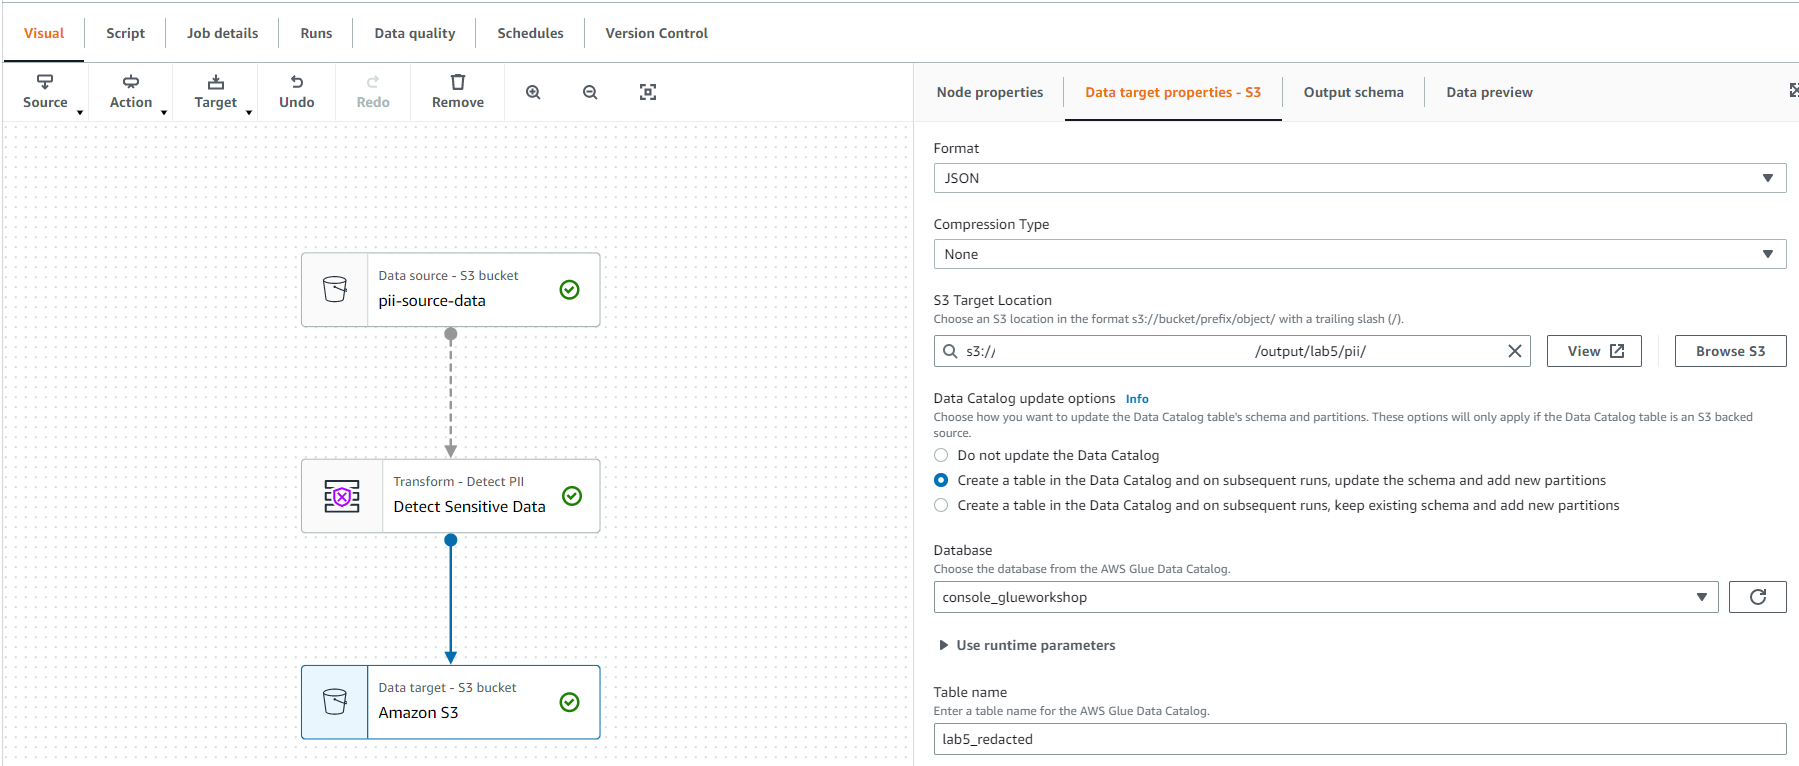 Visual
Script
Job details
Runs
Data quality
Schedules
Version Control
Source
Action
Target
Undo
Redo
Remove
Data source - S3 bucket
pii-source-data
Transform - Detect PII
Detect Sensitive Data
Data target - S3 bucket
Amazon S3
Node properties
Data target properties - S3
Output schema
Data preview
Format
JSON
Compression Type
None
S3 Target Location
Choose an S3 location in the format s3://bucket/prefix/object/ with a trailing slash (/).
s3:// /output/lab5/pii/
View
Browse S3
Data Catalog update options Info
Choose how you want to update the Data Catalog table's schema and partitions. These options will only apply if the Data Catalog table is an S3 backed
source.
Do not update the Data Catalog
Create a table in the Data Catalog and on subsequent runs, update the schema and add new partitions
Create a table in the Data Catalog and on subsequent runs, keep existing schema and add new partitions
Database
Choose the database from the AWS Glue Data Catalog.
console_glueworkshop
Use runtime parameters
Table name
Enter a table name for the AWS Glue Data Catalog.
lab5_redacted